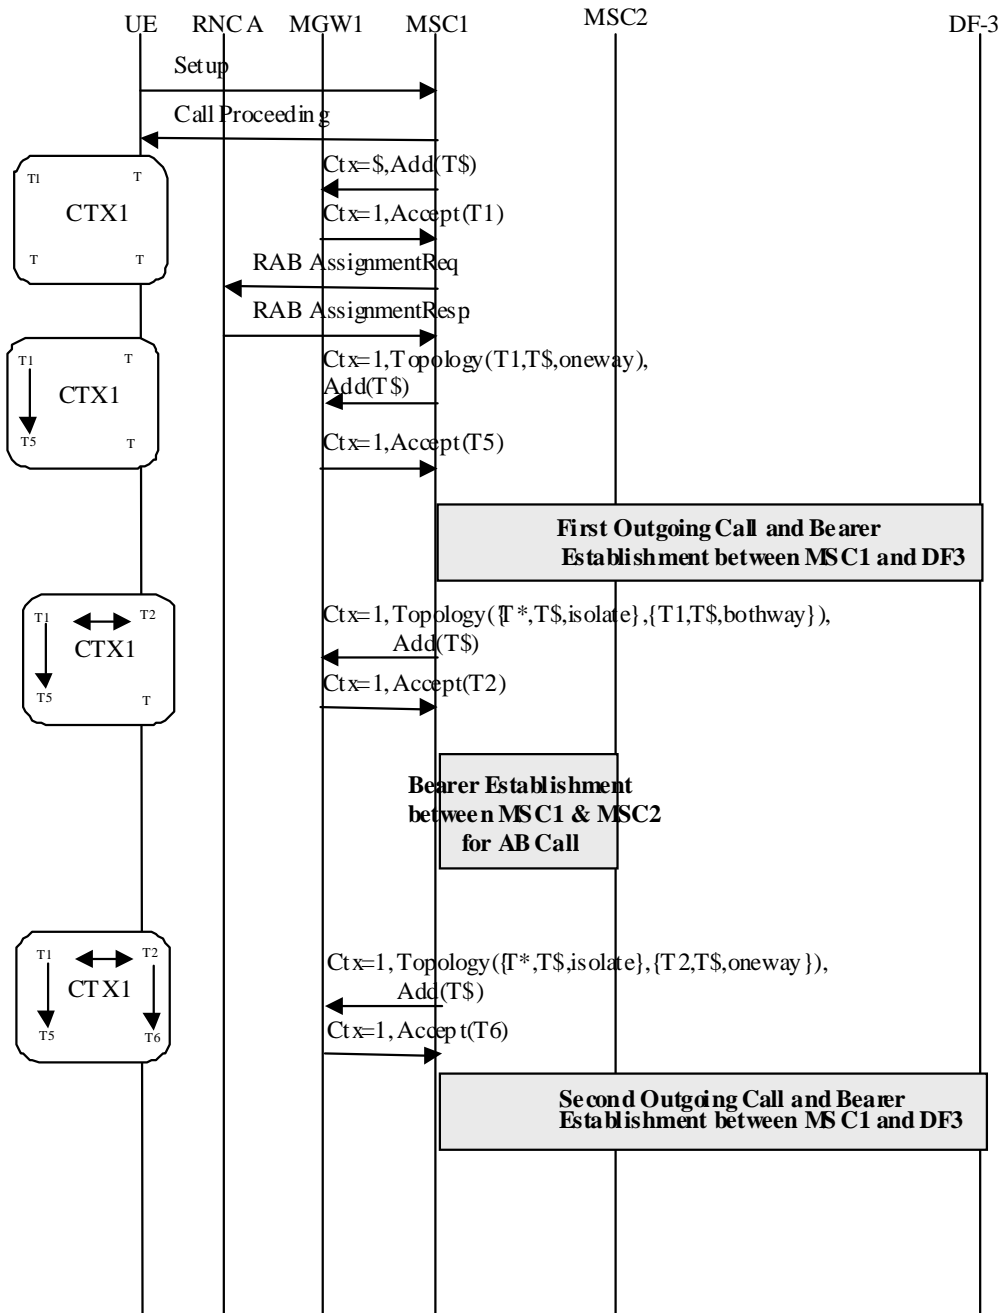 UE RNC A MGW1 MSC1 MSC2 DF-3
Setup
Call Proceeding
Ctx=$,Add(T$)
T1 T
CTX1
Ctx=1,Accept(T1)
T T
RAB AssignmentReq
RAB AssignmentResp
Ctx=1,Topology(T1,T$,oneway),
Add(T$)
T1 T
CTX1
T5 T
Ctx=1,Accept(T5)
First Outgoing Call and Bearer
Establishment between MSC1 and DF3
Ctx=1,Topology({T*,T$,isolate},{T1,T$,bothway}),
Add(T$)
T1 T2
CTX1
T5 T
Ctx=1,Accept(T2)
Bearer Establishment
between MSC1 & MSC2
for AB Call
Ctx=1,Topology({T*,T$,isolate},{T2,T$,oneway}),
Add(T$)
T1 T2
CTX1
T5 T6
Ctx=1,Accept(T6)
Second Outgoing Call and Bearer
Establishment between MSC1 and DF3